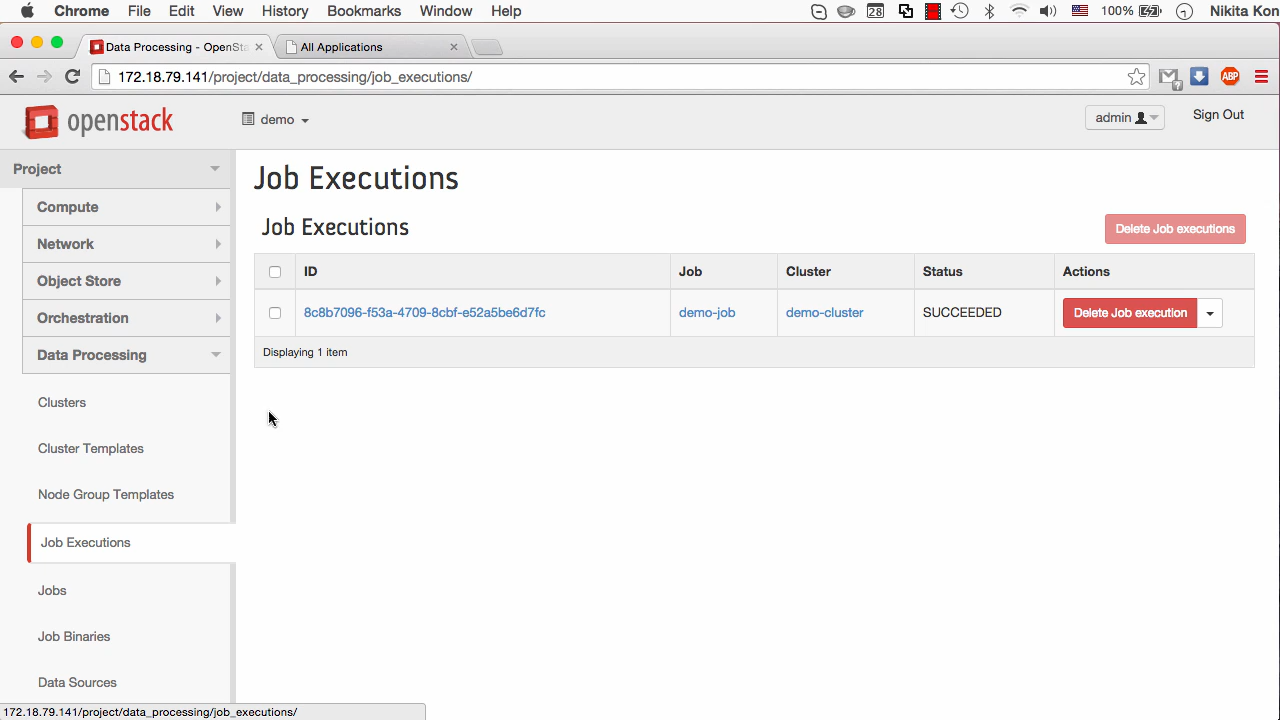 Chrome File Edit View History Bookmarks Window Help 28 100% Nikita Kon
Data Processing - OpenSta All Applications
172.18.79.141/project/data_processing/job_executions/ ABP
openstack demo admin Sign Out
Project
Compute
Network
Object Store
Orchestration
Data Processing
Clusters
Cluster Templates
Node Group Templates
Job Executions
Jobs
Job Binaries
Data Sources
Job Executions
Job Executions
Delete Job executions
ID Job Cluster Status Actions
8c8b7096-f53a-4709-8cbf-e52a5be6d7fc demo-job demo-cluster SUCCEEDED Delete Job execution
Displaying 1 item
172.18.79.141/project/data_processing/job_executions/